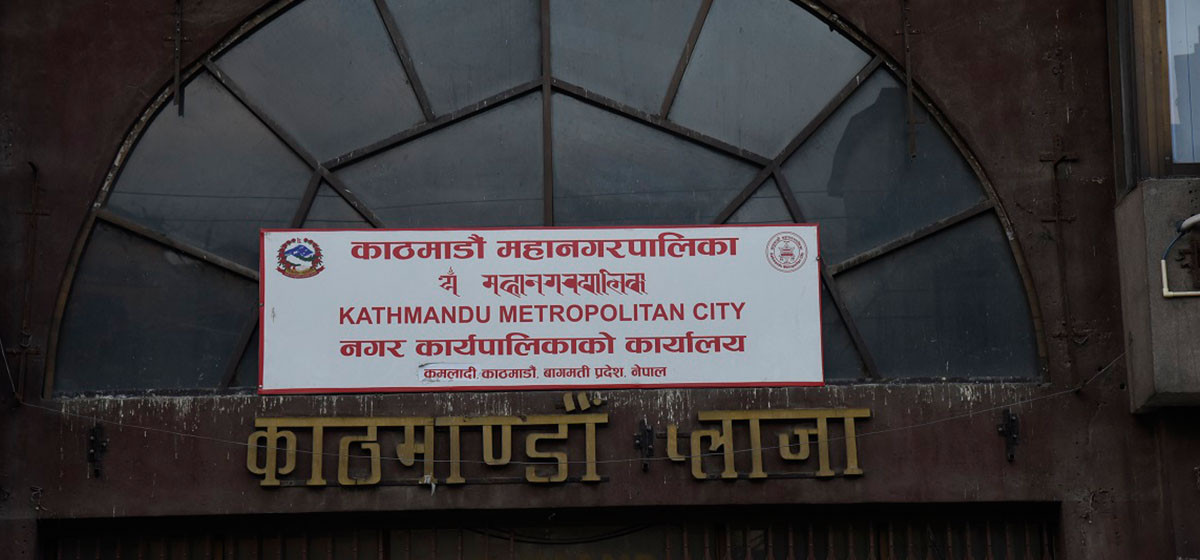 काठमाडौं महानगरपालिका
KATHMANDU METROPOLITAN CITY
नगर कार्यपालिकाको कार्यालय
कमलादी, काठमाडौं, बागमती प्रदेश, नेपाल
काठमाण्डौँ प्लाजा